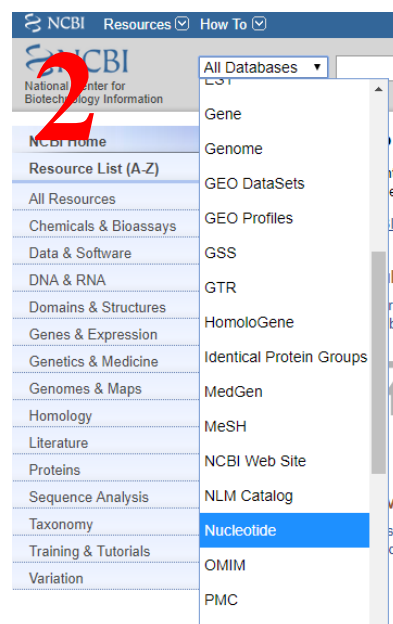 NCBI Resources How To
NCBI
National Center for
Biotechnology Information
All Databases
2
NCBI Home
Resource List (A-Z)
All Resources
Chemicals & Bioassays
Data & Software
DNA & RNA
Domains & Structures
Genes & Expression
Genetics & Medicine
Genomes & Maps
Homology
Literature
Proteins
Sequence Analysis
Taxonomy
Training & Tutorials
Variation
EST
Gene
Genome
GEO DataSets
GEO Profiles
GSS
GTR
HomoloGene
Identical Protein Groups
MedGen
MeSH
NCBI Web Site
NLM Catalog
Nucleotide
OMIM
PMC